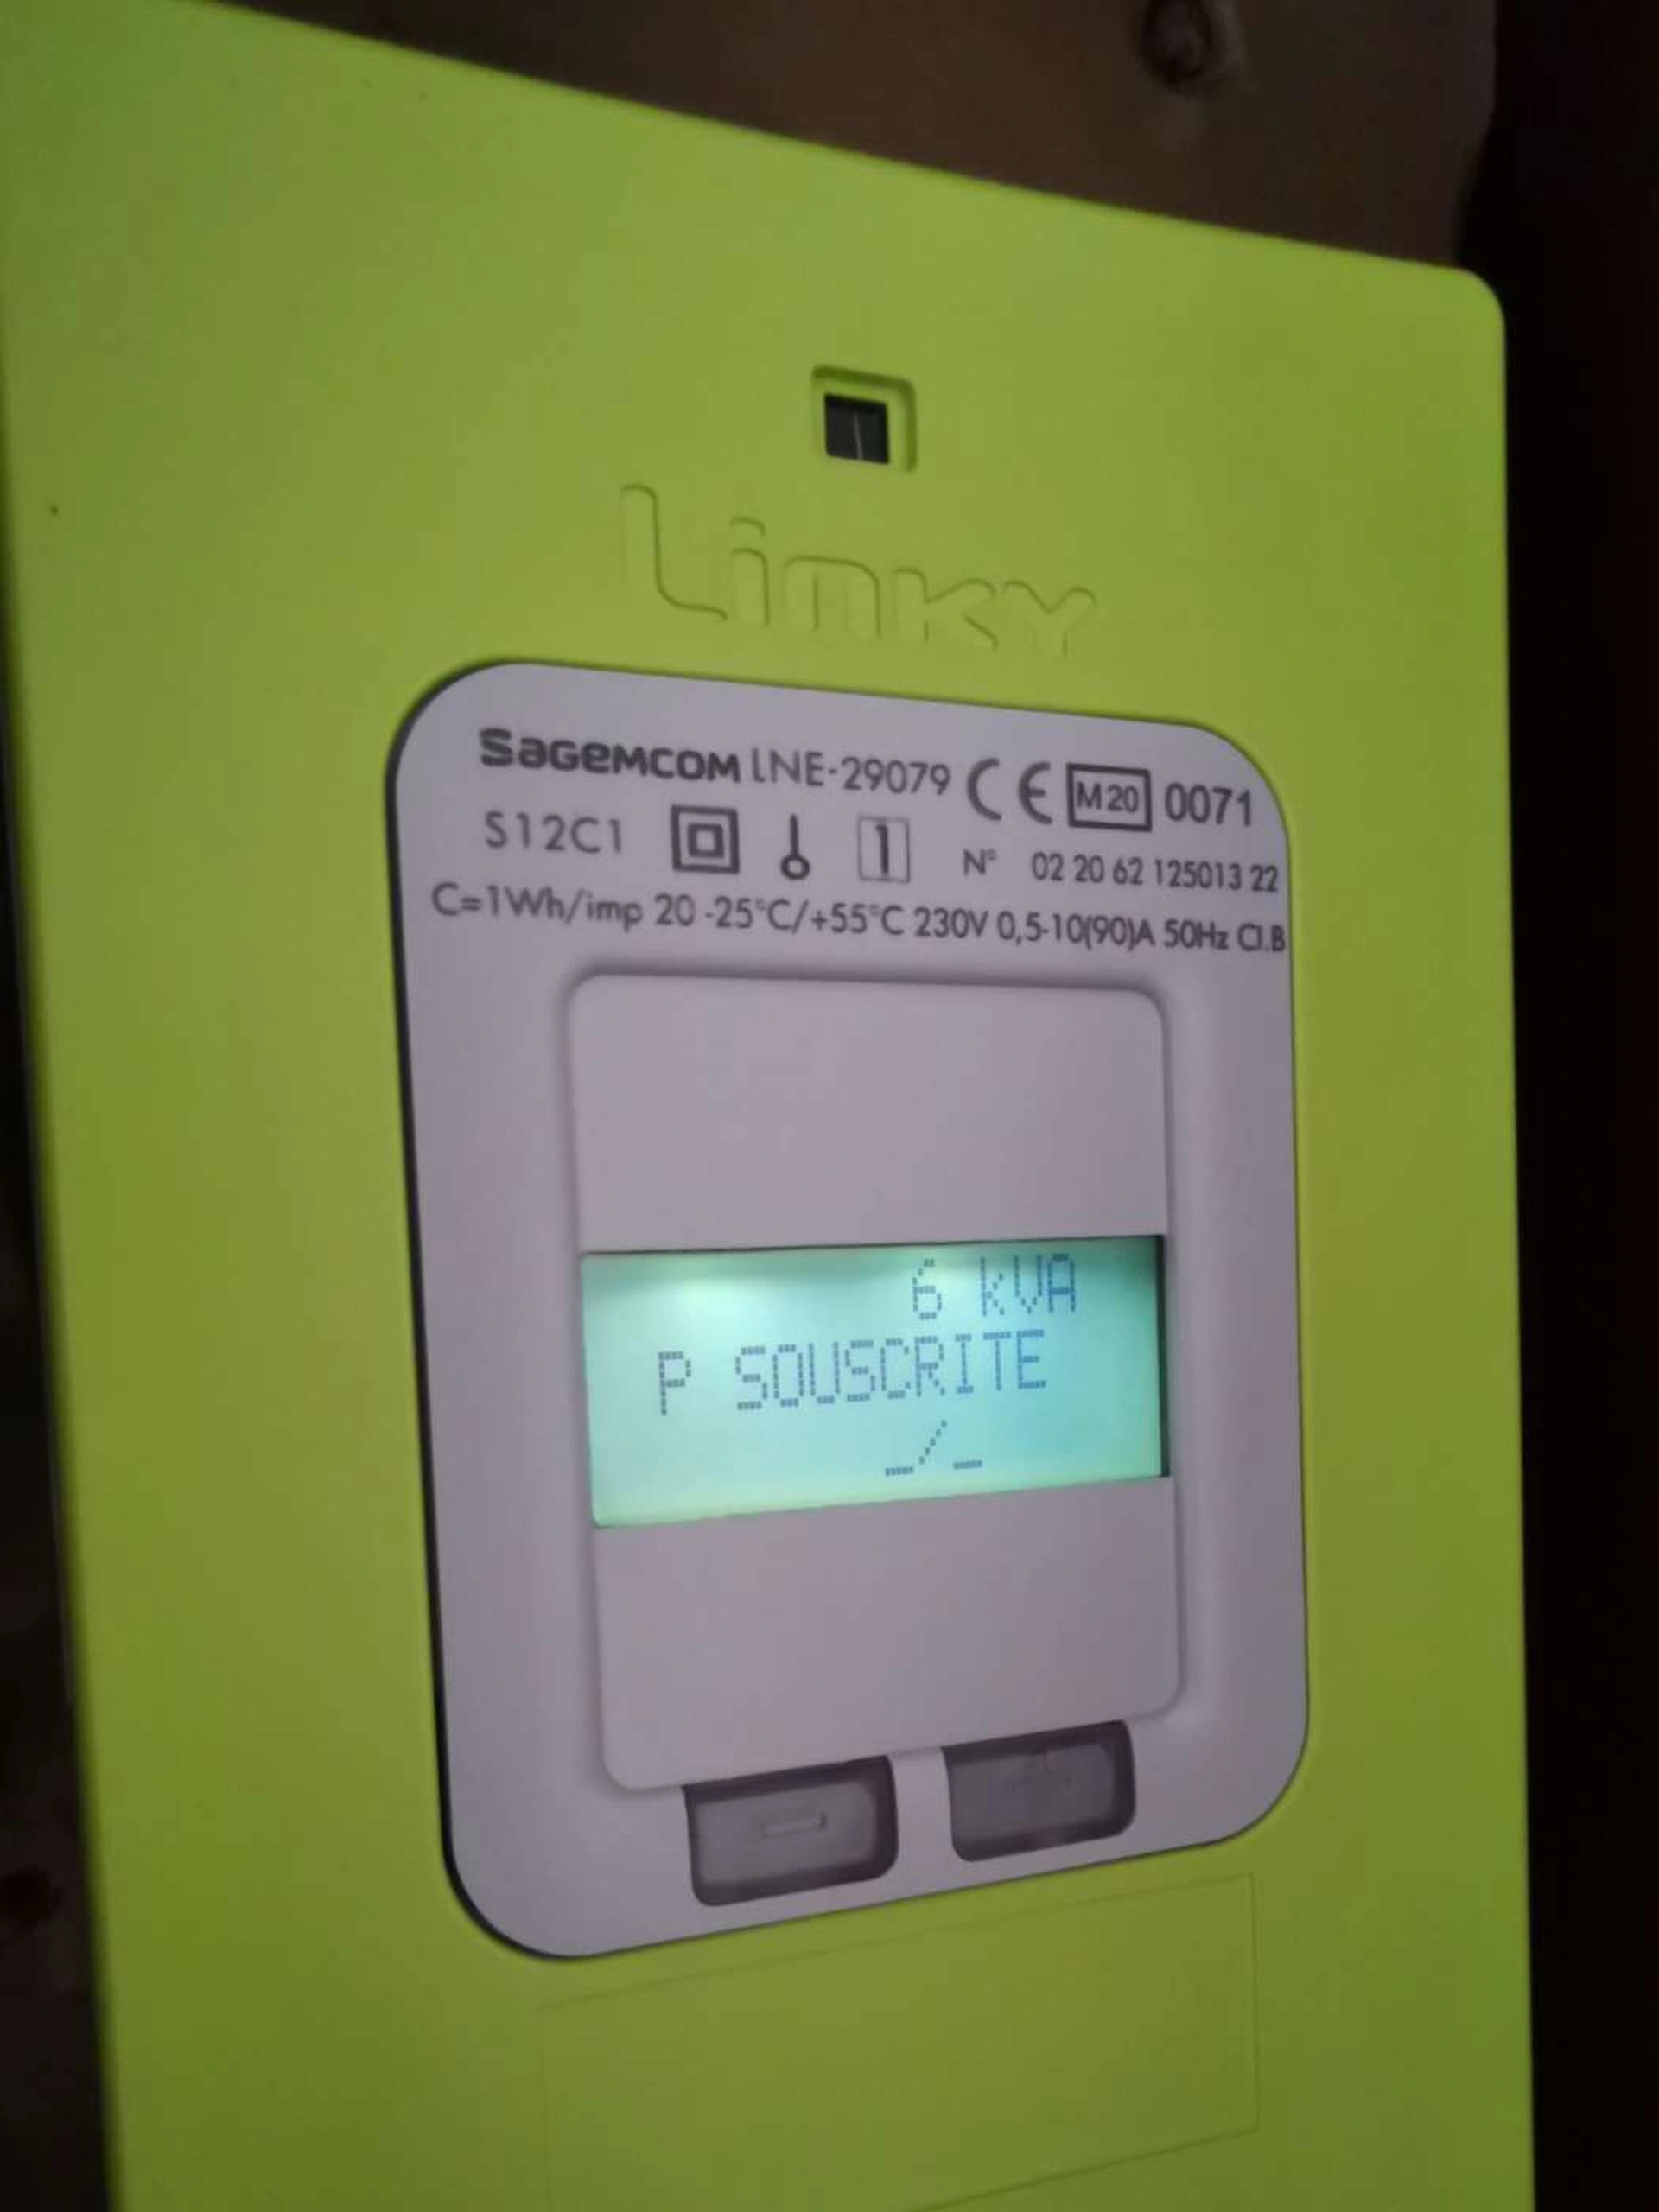 Linky
Sagemcom LNE-29079 CE M20 0071
S12C1 1 N° 02 20 62 125013 22
C=1Wh/imp 20 -25°C/+55°C 230V 0,5-10(90)A 50Hz Cl.B
6 kVA
P SOUSCRITE
_/_